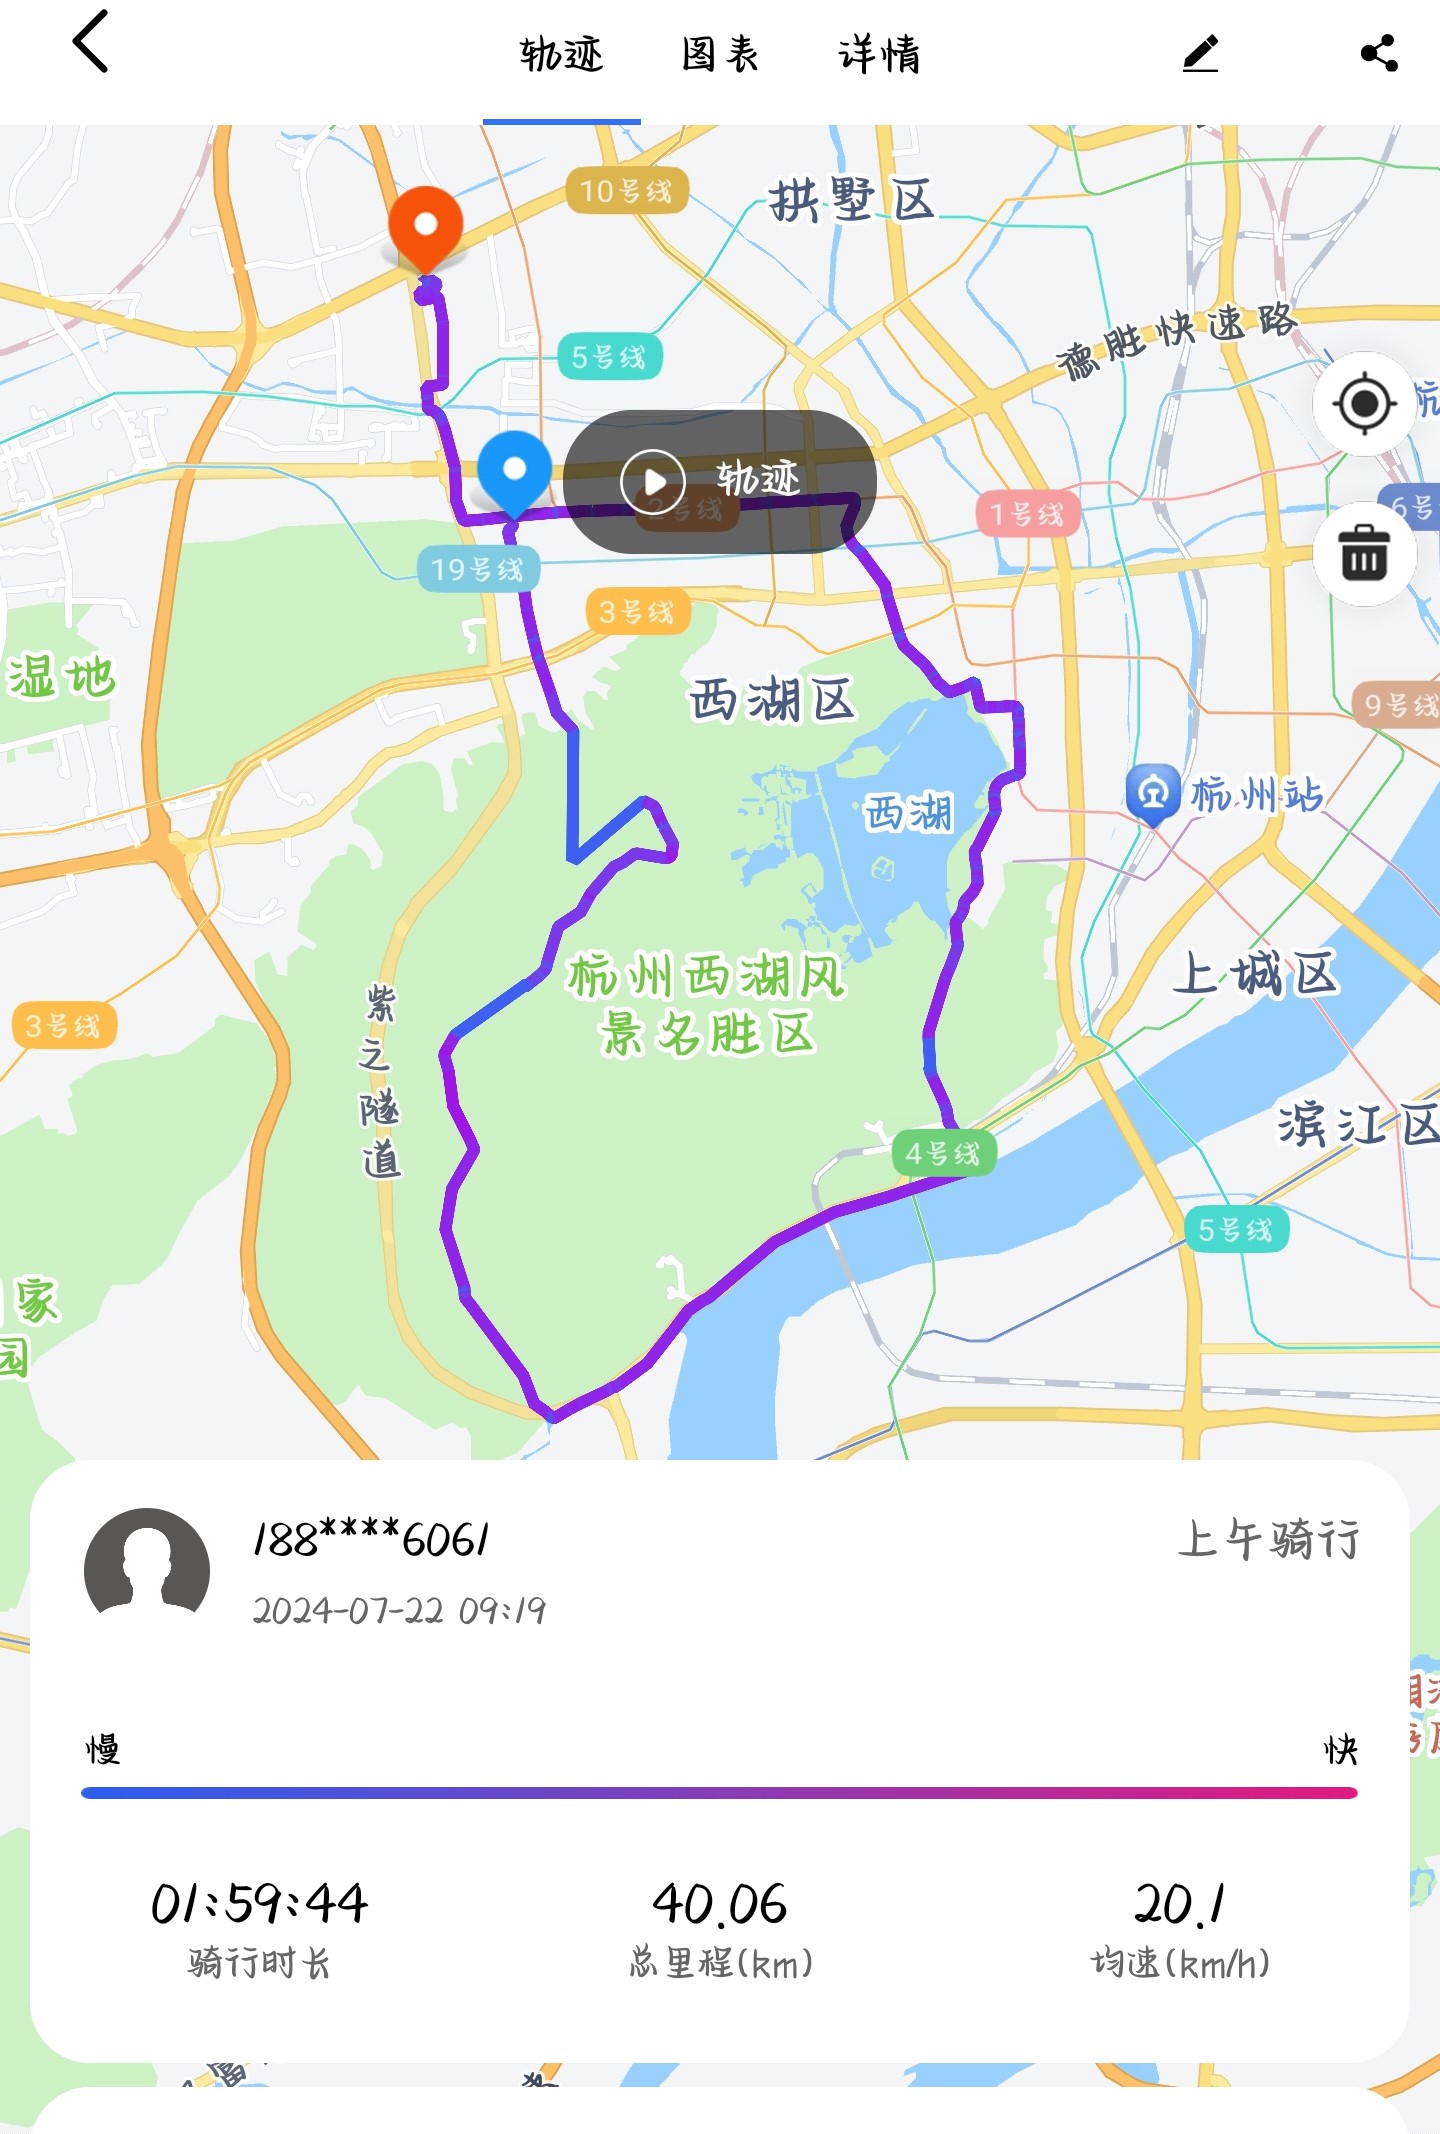 轨迹 图表 详情
10号线
拱墅区
德胜快速路
5号线
轨迹
2号线
1号线
6号
19号线
3号线
湿地
西湖区
9号线
西湖
杭州站
杭州西湖风
景名胜区
上城区
紫之隧道
3号线
滨江区
4号线
5号线
家
园
188****6061
上午骑行
2024-07-22 09:19
慢
快
01:59:44
骑行时长
40.06
总里程(km)
20.1
均速(km/h)